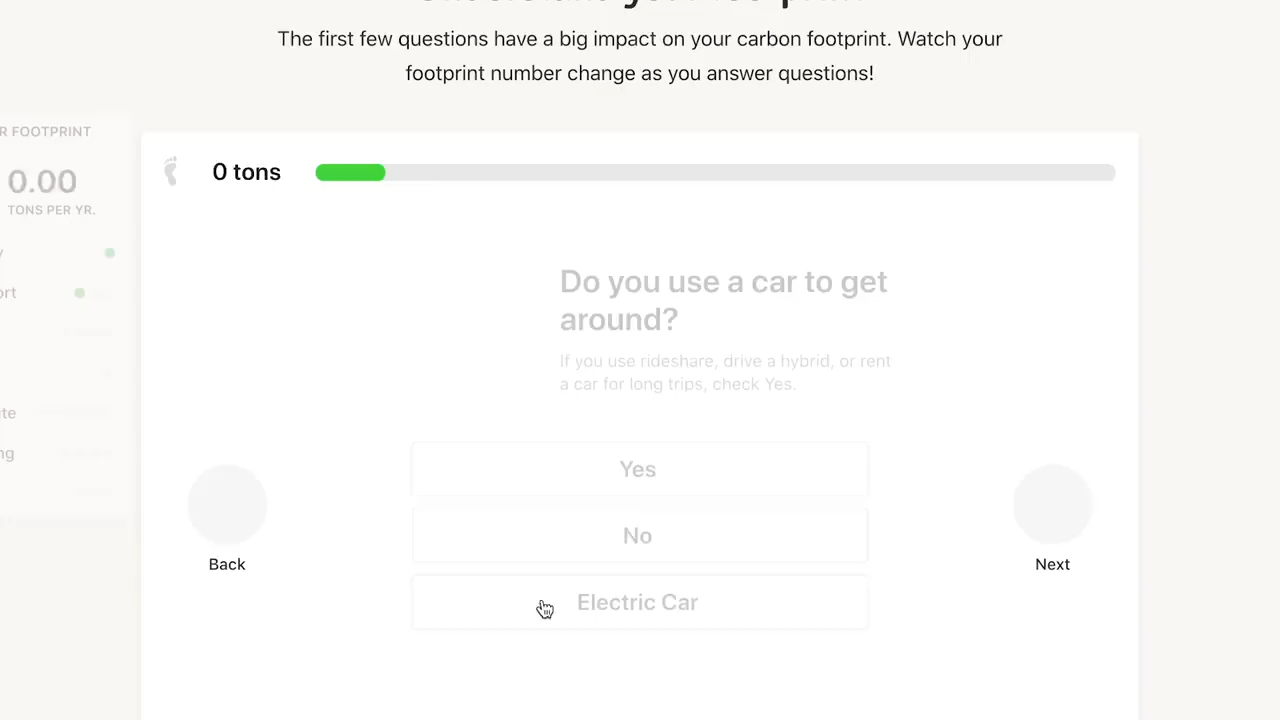 The first few questions have a big impact on your carbon footprint. Watch your
footprint number change as you answer questions!
R FOOTPRINT
0.00
TONS PER YR.
0 tons
Do you use a car to get
around?
If you use rideshare, drive a hybrid, or rent
a car for long trips, check Yes.
Yes
No
Electric Car
Back
Next